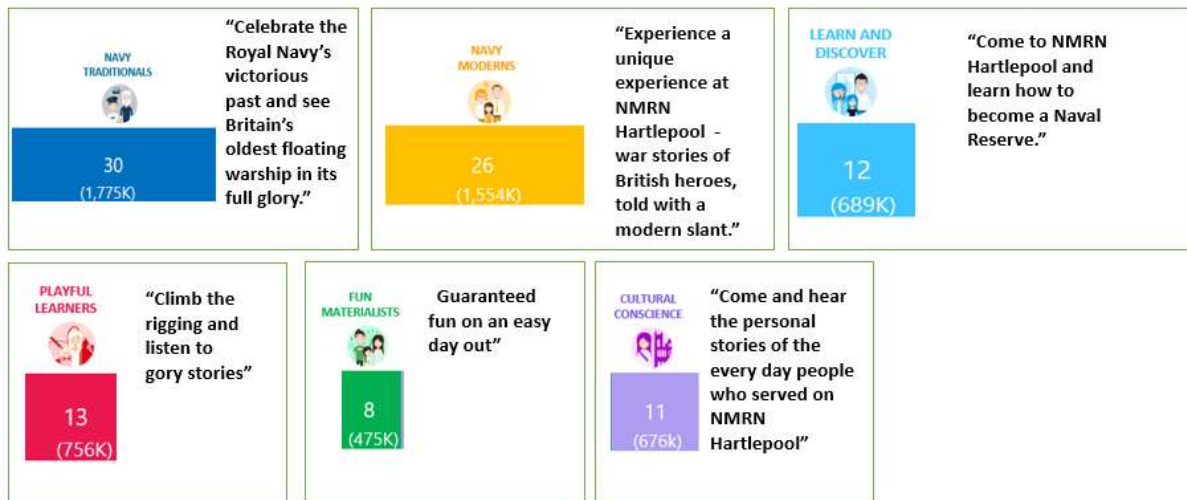 NAVY
TRADITIONALS
30
(1,775K)
“Celebrate the
Royal Navy’s
victorious
past and see
Britain’s
oldest floating
warship in its
full glory.”
NAVY
MODERNS
26
(1,554K)
“Experience a
unique
experience at
NMRN
Hartlepool -
war stories of
British heroes,
told with a
modern slant.”
LEARN AND
DISCOVER
12
(689K)
“Come to NMRN
Hartlepool and
learn how to
become a Naval
Reserve.”
PLAYFUL
LEARNERS
13
(756K)
“Climb the
rigging and
listen to
gory stories”
FUN
MATERIALISTS
8
(475K)
Guaranteed
fun on an easy
day out”
CULTURAL
CONSCIENCE
11
(676k)
“Come and hear
the personal
stories of the
every day people
who served on
NMRN
Hartlepool”